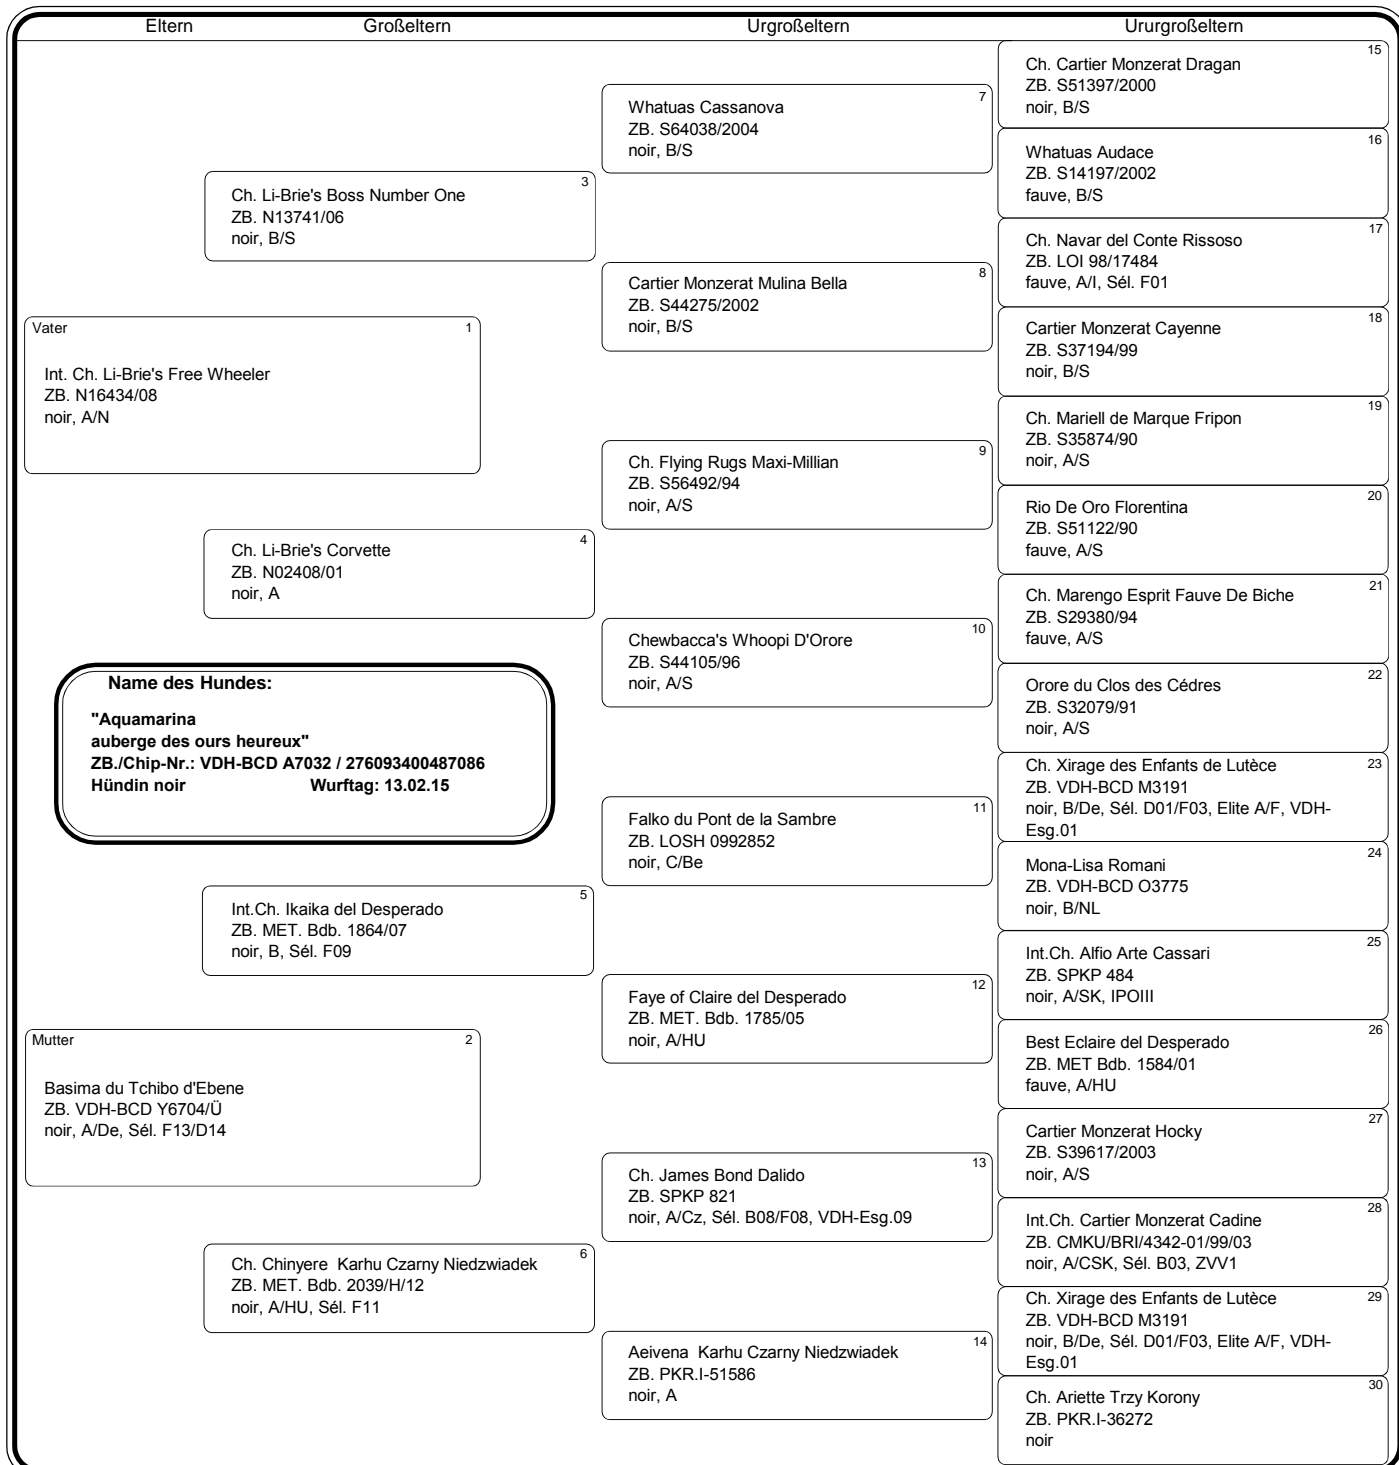 Eltern Großeltern Urgroßeltern Ururgroßeltern
Vater 1
Int. Ch. Li-Brie's Free Wheeler
ZB. N16434/08
noir, A/N
Mutter 2
Basima du Tchibo d'Ebene
ZB. VDH-BCD Y6704/Ü
noir, A/De, Sél. F13/D14
Name des Hundes:
"Aquamarina
auberge des ours heureux"
ZB./Chip-Nr.: VDH-BCD A7032 / 276093400487086
Hündin noir Wurftag: 13.02.15
3
Ch. Li-Brie's Boss Number One
ZB. N13741/06
noir, B/S
4
Ch. Li-Brie's Corvette
ZB. N02408/01
noir, A
5
Int.Ch. Ikaika del Desperado
ZB. MET. Bdb. 1864/07
noir, B, Sél. F09
6
Ch. Chinyere Karhu Czarny Niedzwiadek
ZB. MET. Bdb. 2039/H/12
noir, A/HU, Sél. F11
7
Whatuas Cassanova
ZB. S64038/2004
noir, B/S
8
Cartier Monzerat Mulina Bella
ZB. S44275/2002
noir, B/S
9
Ch. Flying Rugs Maxi-Millian
ZB. S56492/94
noir, A/S
10
Chewbacca's Whoopi D'Orore
ZB. S44105/96
noir, A/S
11
Falko du Pont de la Sambre
ZB. LOSH 0992852
noir, C/Be
12
Faye of Claire del Desperado
ZB. MET. Bdb. 1785/05
noir, A/HU
13
Ch. James Bond Dalido
ZB. SPKP 821
noir, A/Cz, Sél. B08/F08, VDH-Esg.09
14
Aeivena Karhu Czarny Niedzwiadek
ZB. PKR.I-51586
noir, A
15
Ch. Cartier Monzerat Dragan
ZB. S51397/2000
noir, B/S
16
Whatuas Audace
ZB. S14197/2002
fauve, B/S
17
Ch. Navar del Conte Rissoso
ZB. LOI 98/17484
fauve, A/I, Sél. F01
18
Cartier Monzerat Cayenne
ZB. S37194/99
noir, B/S
19
Ch. Mariell de Marque Fripon
ZB. S35874/90
noir, A/S
20
Rio De Oro Florentina
ZB. S51122/90
fauve, A/S
21
Ch. Marengo Esprit Fauve De Biche
ZB. S29380/94
fauve, A/S
22
Orore du Clos des Cédres
ZB. S32079/91
noir, A/S
23
Ch. Xirage des Enfants de Lutèce
ZB. VDH-BCD M3191
noir, B/De, Sél. D01/F03, Elite A/F, VDH-
Esg.01
24
Mona-Lisa Romani
ZB. VDH-BCD O3775
noir, B/NL
25
Int.Ch. Alfio Arte Cassari
ZB. SPKP 484
noir, A/SK, IPOIII
26
Best Eclaire del Desperado
ZB. MET Bdb. 1584/01
fauve, A/HU
27
Cartier Monzerat Hocky
ZB. S39617/2003
noir, A/S
28
Int.Ch. Cartier Monzerat Cadine
ZB. CMKU/BRI/4342-01/99/03
noir, A/CSK, Sél. B03, ZVV1
29
Ch. Xirage des Enfants de Lutèce
ZB. VDH-BCD M3191
noir, B/De, Sél. D01/F03, Elite A/F, VDH-
Esg.01
30
Ch. Ariette Trzy Korony
ZB. PKR.I-36272
noir